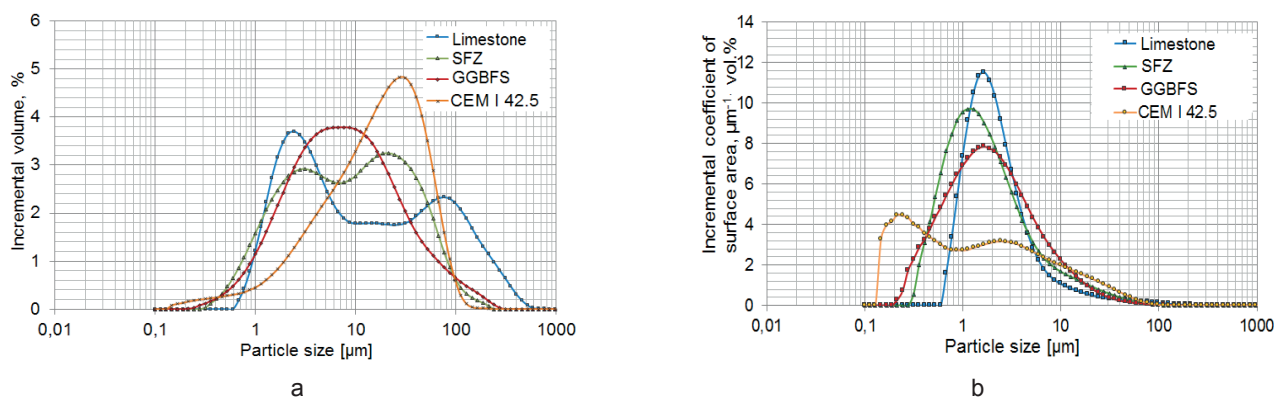 6
5
4
3
2
1
0
Incremental volume, %
0,01
0,1
1
10
100
1000
Particle size [µm]
Limestone
SFZ
GGBFS
CEM I 42.5
a
14
12
10
8
6
4
2
0
Incremental coefficient of
surface area, µm⁻¹· vol.%
0,01
0,1
1
10
100
1000
Particle size [µm]
Limestone
SFZ
GGBFS
CEM I 42.5
b